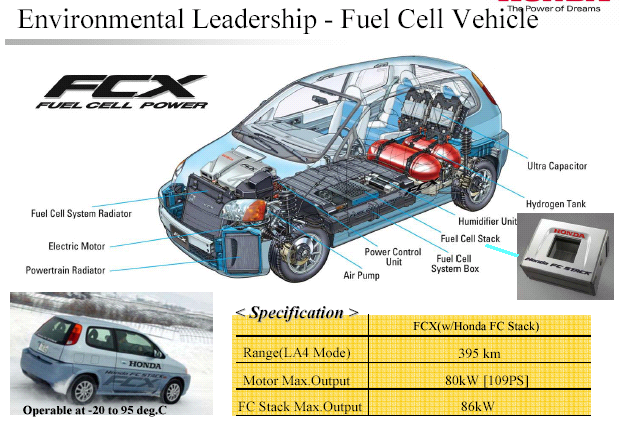 HONDA
The Power of Dreams
Environmental Leadership - Fuel Cell Vehicle
FCX
FUEL CELL POWER
Ultra Capacitor
Hydrogen Tank
Humidifier Unit
Fuel Cell Stack
Fuel Cell
System Box
Power Control
Unit
Air Pump
Fuel Cell System Radiator
Electric Motor
Powertrain Radiator
HONDA
Honda FC STACK
HONDA
FCX
Operable at -20 to 95 deg.C
< Specification >
FCX(w/Honda FC Stack)
Range(LA4 Mode) 395 km
Motor Max.Output 80kW [109PS]
FC Stack Max.Output 86kW